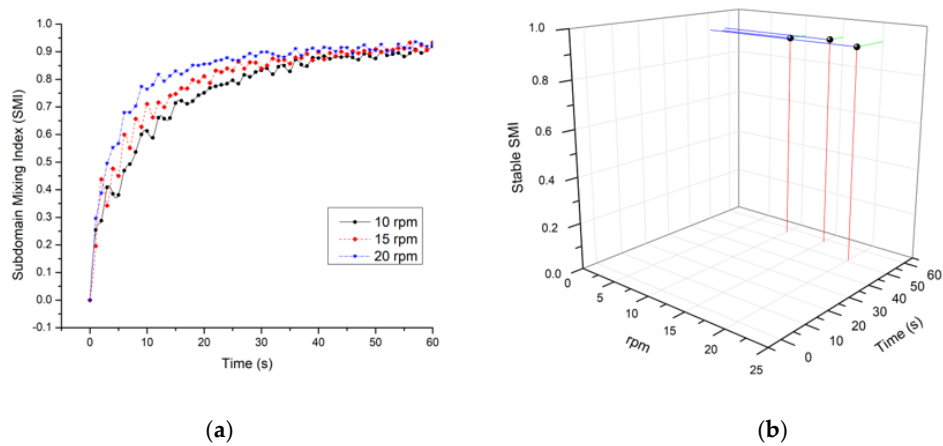 1.0
0.9
0.8
0.7
0.6
0.5
0.4
0.3
0.2
0.1
0.0
-0.1
Subdomain Mixing Index (SMI)
0 10 20 30 40 50 60
Time (s)
10 rpm
15 rpm
20 rpm
(a)
1.0
0.8
0.6
0.4
0.2
0.0
Stable SMI
0 5 10 15 20 25
rpm
0 10 20 30 40 50 60
Time (s)
(b)